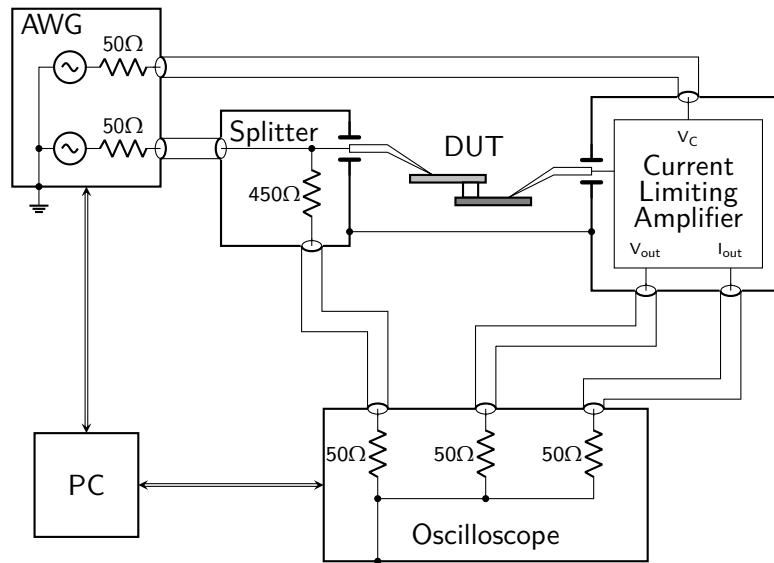 AWG
50Ω
50Ω
Splitter
450Ω
DUT
V_C
Current
Limiting
Amplifier
V_out I_out
PC
50Ω 50Ω 50Ω
Oscilloscope